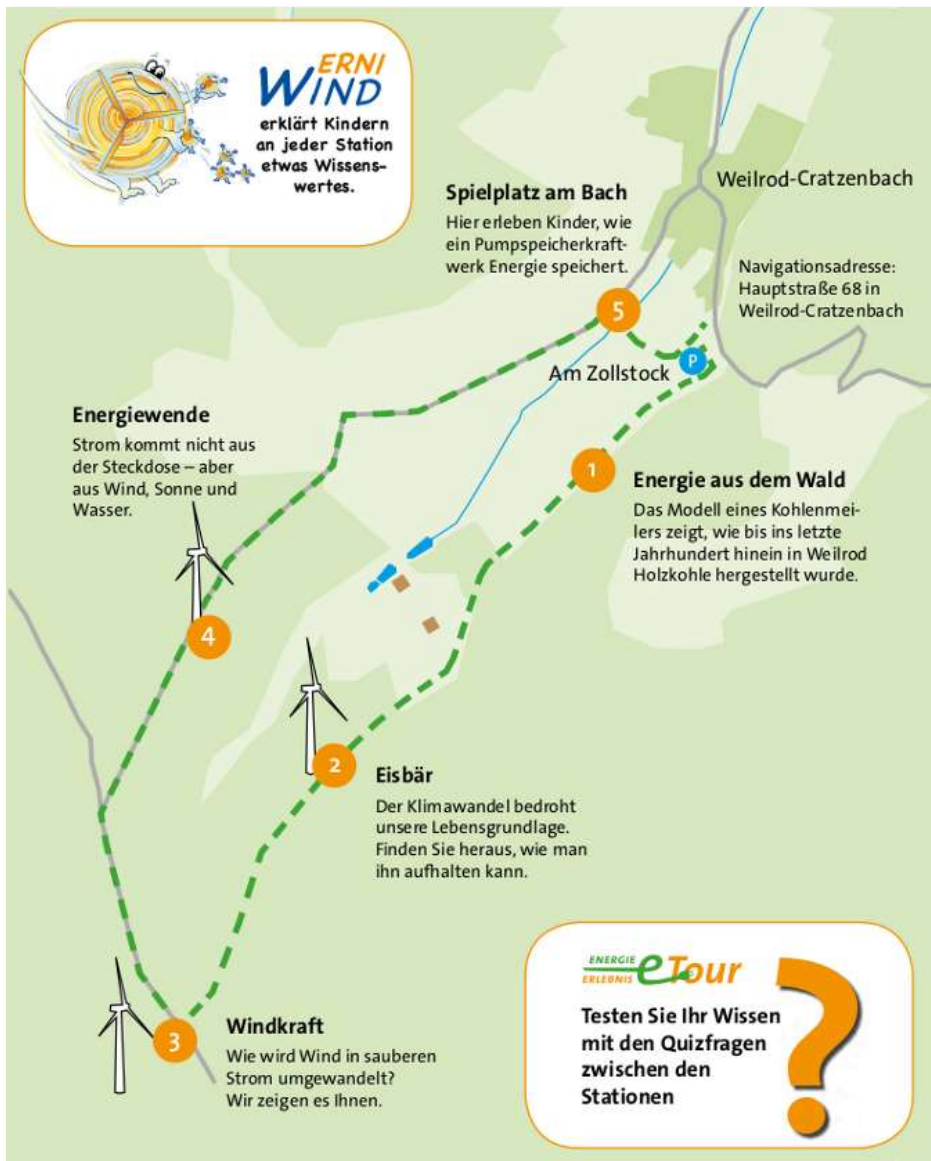 ERNI
WIND
erklärt Kindern
an jeder Station
etwas Wissens-
wertes.
Weilrod-Cratzenbach
Spielplatz am Bach
Hier erleben Kinder, wie
ein Pumpspeicherkraft-
werk Energie speichert.
Navigationsadresse:
Hauptstraße 68 in
Weilrod-Cratzenbach
5
P
Am Zollstock
Energiewende
Strom kommt nicht aus
der Steckdose – aber
aus Wind, Sonne und
Wasser.
1
Energie aus dem Wald
Das Modell eines Kohlenmei-
lers zeigt, wie bis ins letzte
Jahrhundert hinein in Weilrod
Holzkohle hergestellt wurde.
4
2
Eisbär
Der Klimawandel bedroht
unsere Lebensgrundlage.
Finden Sie heraus, wie man
ihn aufhalten kann.
3
Windkraft
Wie wird Wind in sauberen
Strom umgewandelt?
Wir zeigen es Ihnen.
ENERGIE
ERLEBNIS
eTour
Testen Sie Ihr Wissen
mit den Quizfragen
zwischen den
Stationen
?